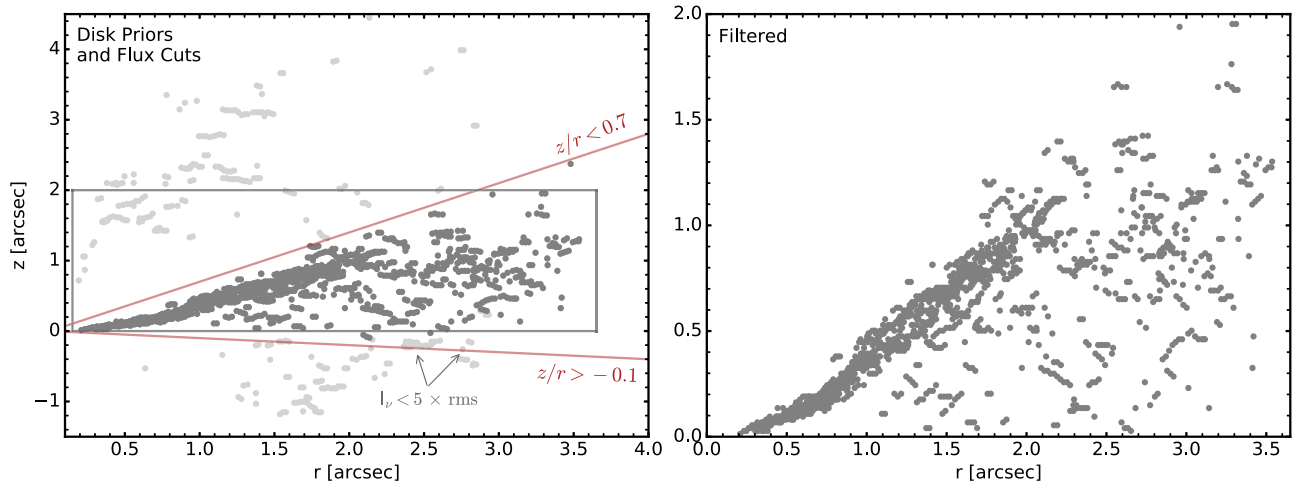 Disk Priors
and Flux Cuts
z/r < 0.7
z/r > −0.1
I_ν < 5 × rms
z [arcsec]
4
3
2
1
0
−1
0.5 1.0 1.5 2.0 2.5 3.0 3.5 4.0
r [arcsec]
Filtered
2.0
1.5
1.0
0.5
0.0
0.0 0.5 1.0 1.5 2.0 2.5 3.0 3.5
r [arcsec]